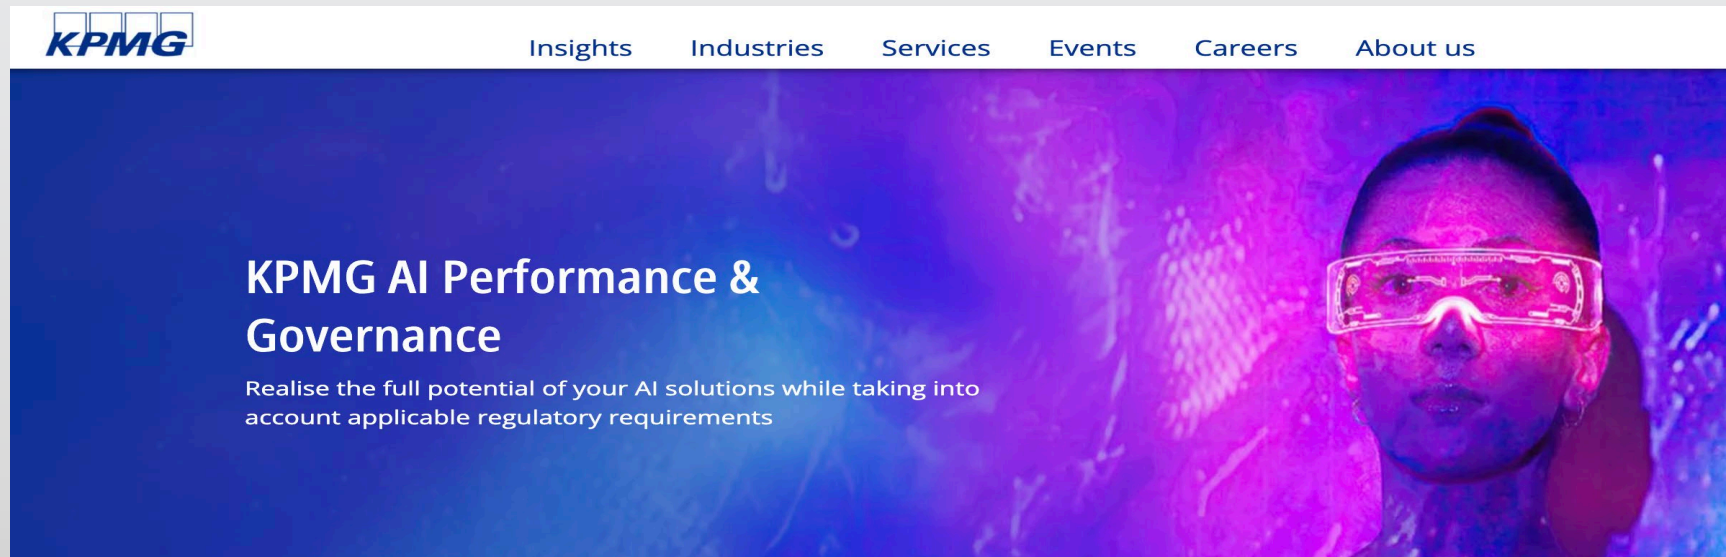 KPMG
Insights Industries Services Events Careers About us
KPMG AI Performance &
Governance
Realise the full potential of your AI solutions while taking into
account applicable regulatory requirements